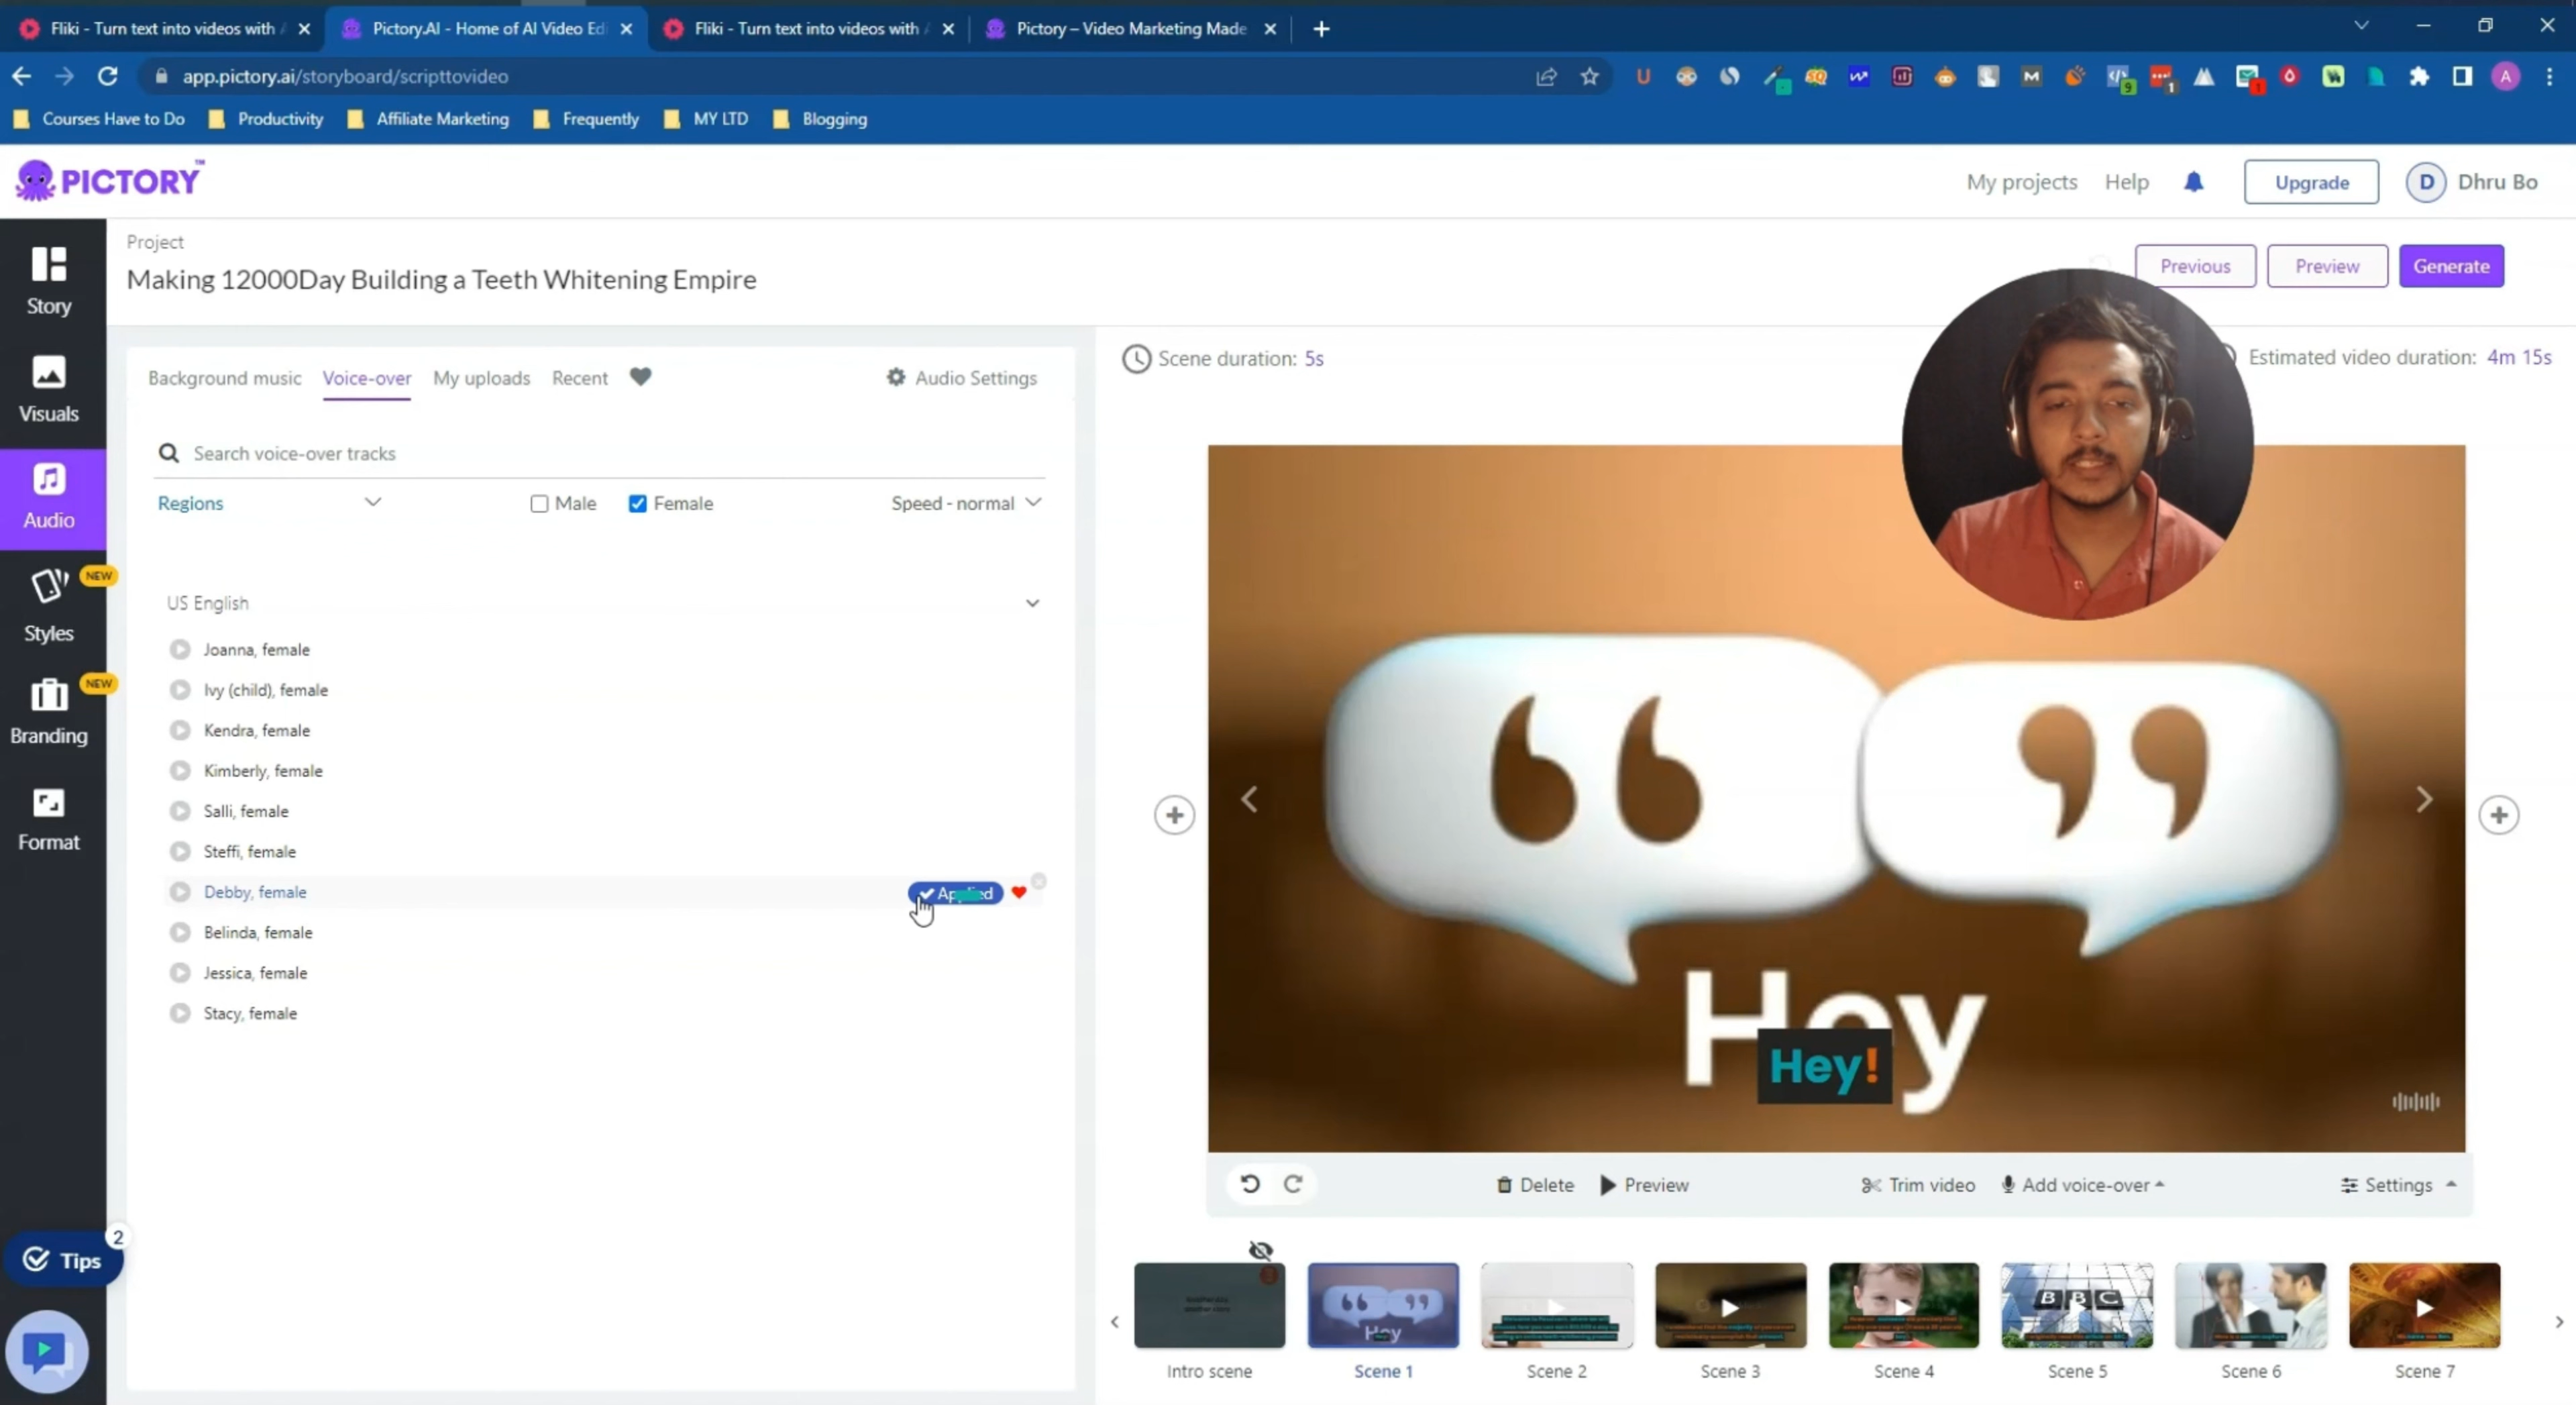 Fliki - Turn text into videos with
Pictory.AI - Home of AI Video Edi
Fliki - Turn text into videos with
Pictory – Video Marketing Made
app.pictory.ai/storyboard/scripttovideo
Courses Have to Do
Productivity
Affiliate Marketing
Frequently
MY LTD
Blogging
PICTORY™
My projects
Help
Upgrade
D
Dhru Bo
Project
Making 12000Day Building a Teeth Whitening Empire
Previous
Preview
Generate
Story
Visuals
Audio
Styles
NEW
Branding
NEW
Format
Background music
Voice-over
My uploads
Recent
Audio Settings
Search voice-over tracks
Regions
Male
Female
Speed - normal
US English
Joanna, female
Ivy (child), female
Kendra, female
Kimberly, female
Salli, female
Steffi, female
Debby, female
Applied
Belinda, female
Jessica, female
Stacy, female
Scene duration: 5s
Estimated video duration: 4m 15s
Hey
Hey!
Delete
Preview
Trim video
Add voice-over
Settings
Tips
2
BBC
Hey
Intro scene
Scene 1
Scene 2
Scene 3
Scene 4
Scene 5
Scene 6
Scene 7